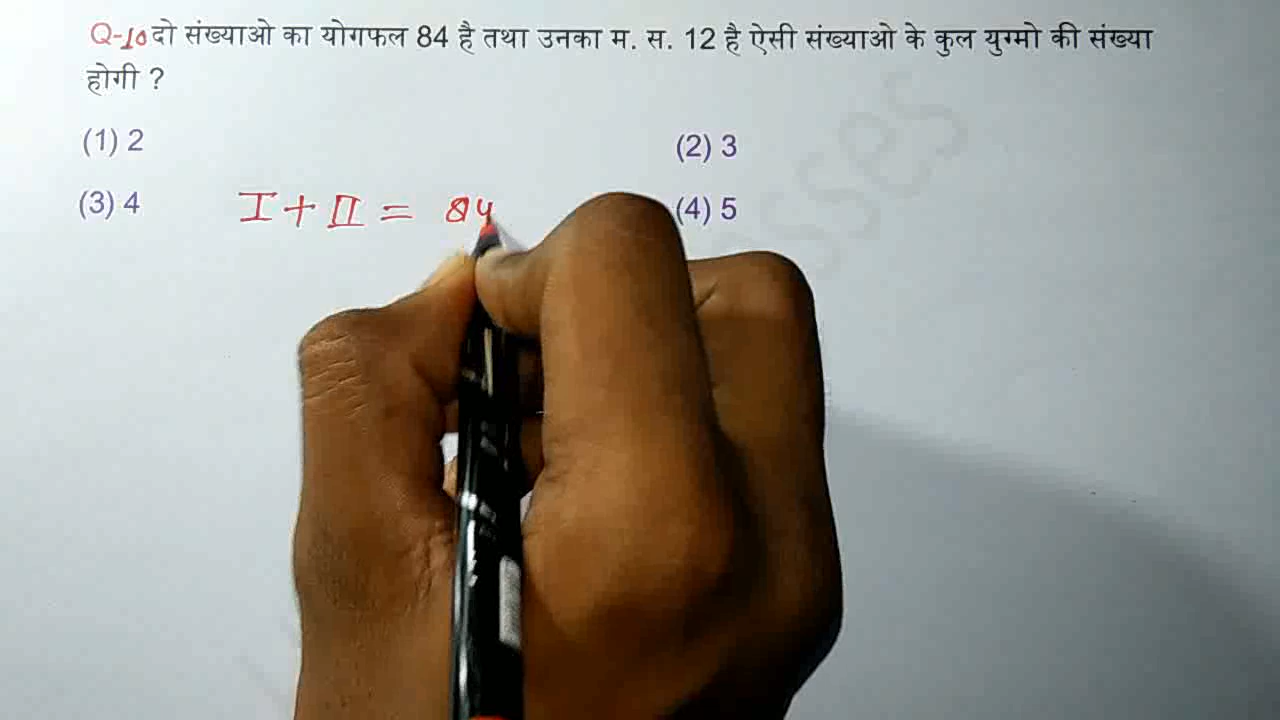 Q-10 दो संख्याओ का योगफल 84 है तथा उनका म. स. 12 है ऐसी संख्याओ के कुल युग्मो की संख्या
होगी ?
(1) 2
(2) 3
(3) 4
(4) 5
I + II = 84